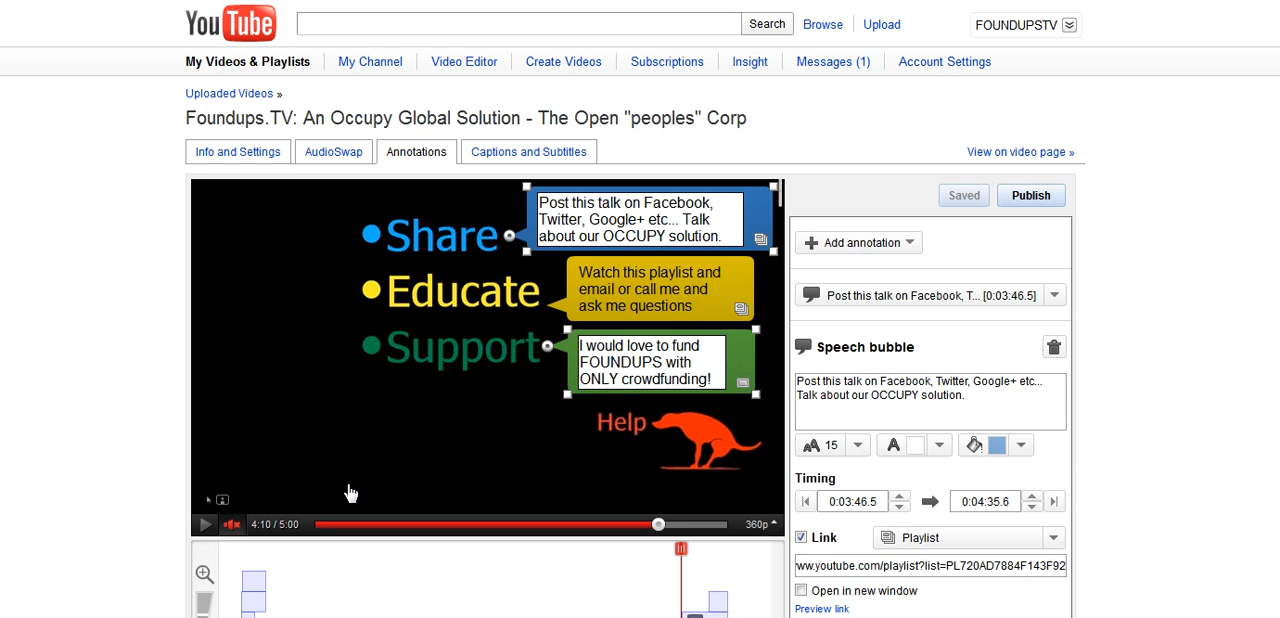 YouTube
Search
Browse
Upload
FOUNDUPSTV
My Videos & Playlists
My Channel
Video Editor
Create Videos
Subscriptions
Insight
Messages (1)
Account Settings
Uploaded Videos »
Foundups.TV: An Occupy Global Solution - The Open "peoples" Corp
Info and Settings
AudioSwap
Annotations
Captions and Subtitles
View on video page »
•Share
Post this talk on Facebook,
Twitter, Google+ etc... Talk
about our OCCUPY solution.
•Educate
Watch this playlist and
email or call me and
ask me questions
•Support
I would love to fund
FOUNDUPS with
ONLY crowdfunding!
Help
4:10 / 5:00
360p
Saved
Publish
Add annotation
Post this talk on Facebook, T... [0:03:46.5]
Speech bubble
Post this talk on Facebook, Twitter, Google+ etc...
Talk about our OCCUPY solution.
AA 15
A
Timing
0:03:46.5
0:04:35.6
Link
Playlist
ww.youtube.com/playlist?list=PL720AD7884F143F92
Open in new window
Preview link